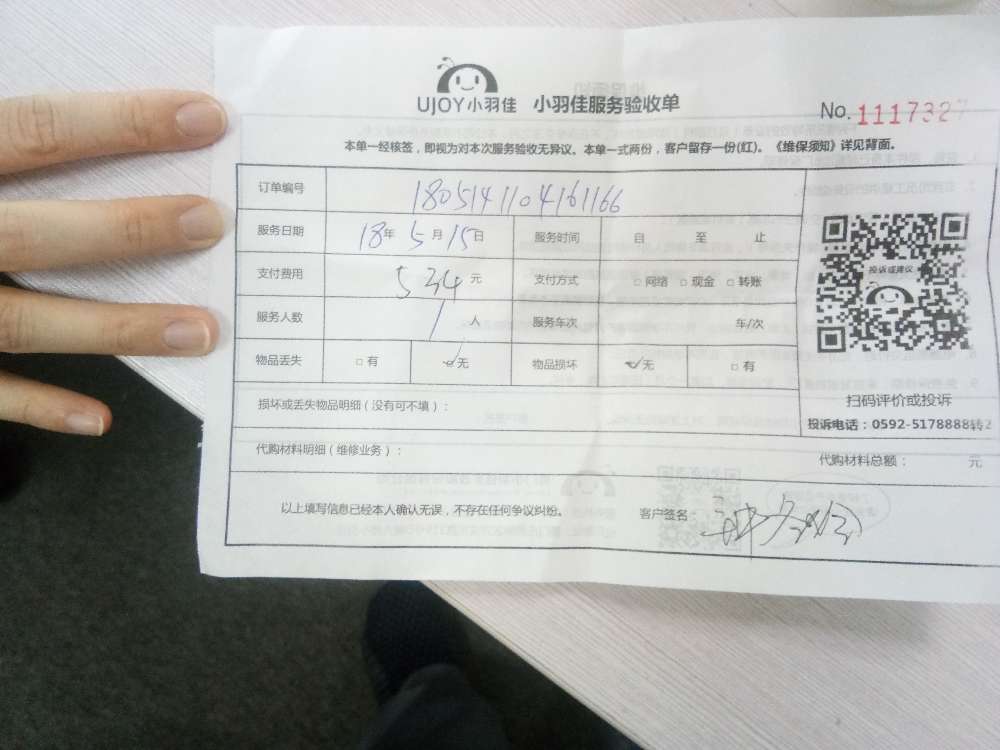 UJOY小羽佳 小羽佳服务验收单
No. 1117327
本单一经核签，即视为对本次服务验收无异议。本单一式两份，客户留存一份(红)。《维保须知》详见背面。
订单编号 1805141104161166
服务日期 18年5月15日 服务时间 自 至 止
支付费用 534元 支付方式 □网络 □现金 □转账
服务人数 1人 服务车次 车/次
物品丢失 □有 ☑无 物品损坏 ☑无 □有
投诉或建议
扫码评价或投诉
投诉电话：0592-5178888转2
损坏或丢失物品明细（没有可不填）：
代购材料明细（维修业务）： 代购材料总额： 元
以上填写信息已经本人确认无误，不存在任何争议纠纷。 客户签名：